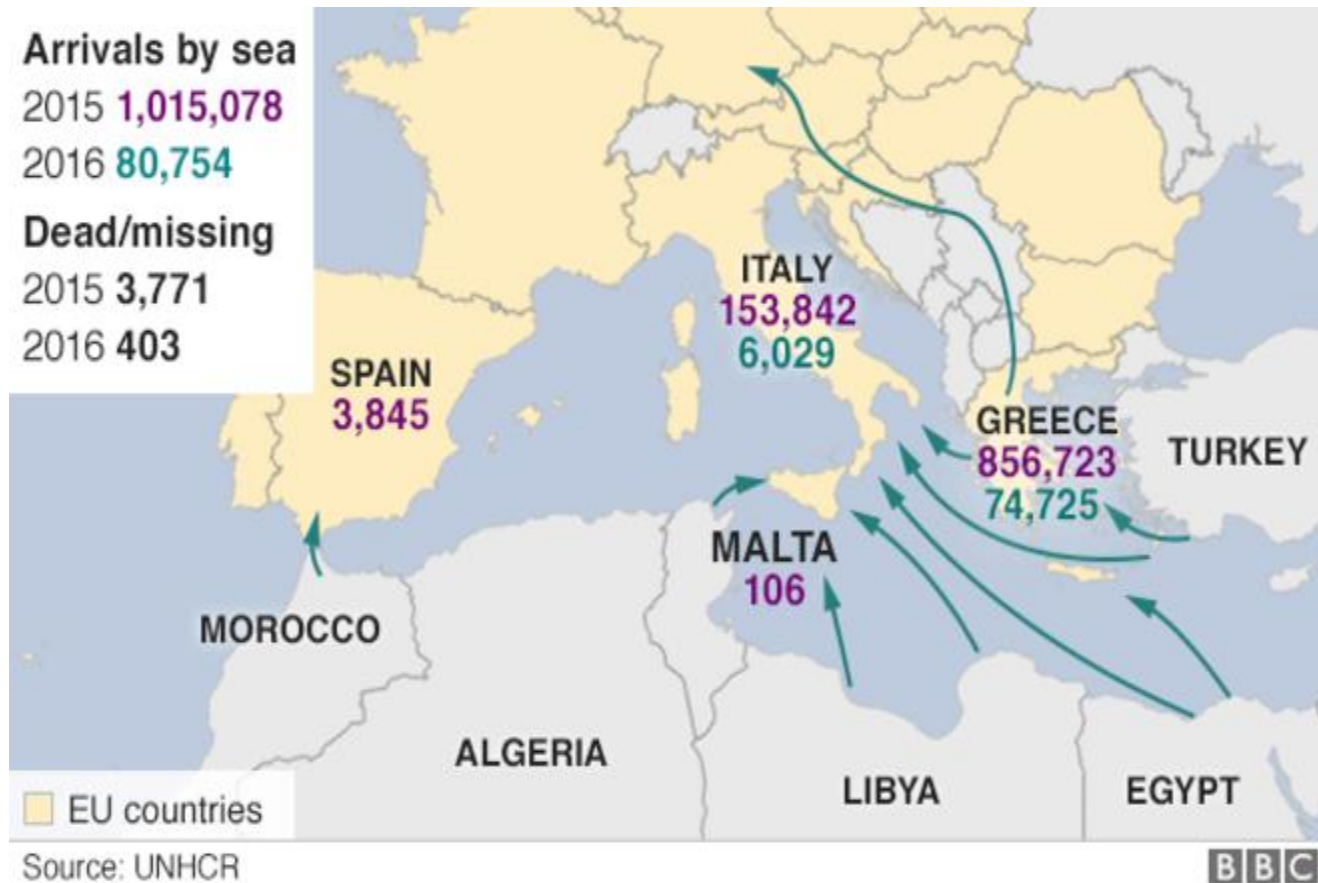 Arrivals by sea
2015 1,015,078
2016 80,754
Dead/missing
2015 3,771
2016 403
ITALY
153,842
6,029
SPAIN
3,845
GREECE
856,723
74,725
TURKEY
MALTA
106
MOROCCO
ALGERIA
LIBYA
EGYPT
EU countries
Source: UNHCR
BBC